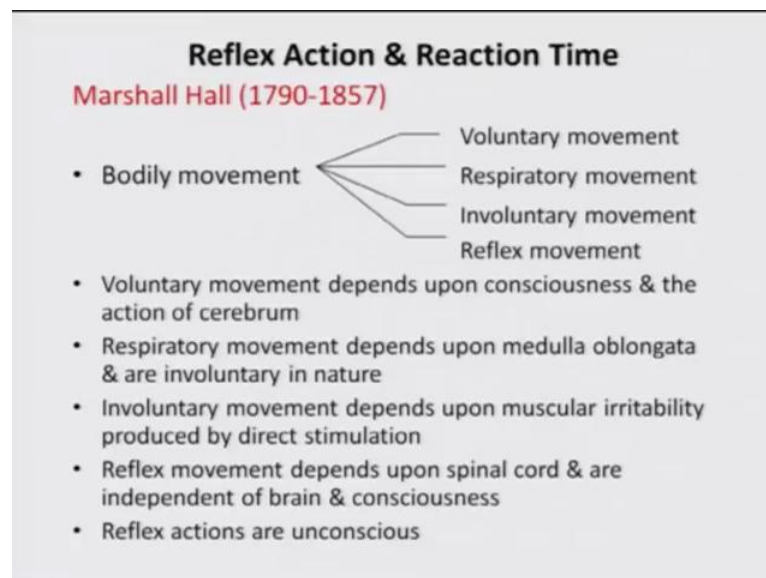 Reflex Action & Reaction Time
Marshall Hall (1790-1857)
Voluntary movement
• Bodily movement
Respiratory movement
Involuntary movement
Reflex movement
• Voluntary movement depends upon consciousness & the
action of cerebrum
• Respiratory movement depends upon medulla oblongata
& are involuntary in nature
• Involuntary movement depends upon muscular irritability
produced by direct stimulation
• Reflex movement depends upon spinal cord & are
independent of brain & consciousness
• Reflex actions are unconscious